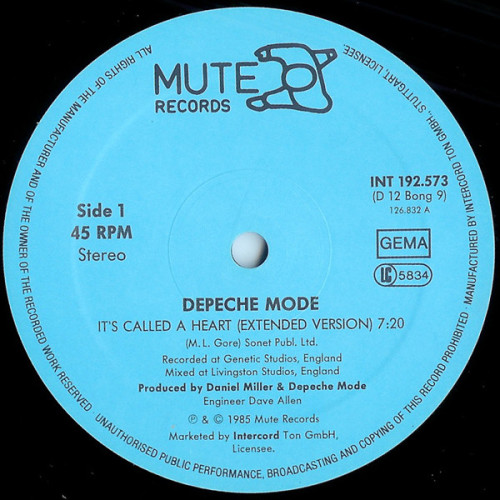 MUTE
RECORDS
Side 1
45 RPM
Stereo
INT 192.573
(D 12 Bong 9)
126.832 A
GEMA
LC 5834
DEPECHE MODE
IT'S CALLED A HEART (EXTENDED VERSION) 7:20
(M.L. Gore) Sonet Publ. Ltd.
Recorded at Genetic Studios, England
Mixed at Livingston Studios, England
Produced by Daniel Miller & Depeche Mode
Engineer Dave Allen
℗ & © 1985 Mute Records
Marketed by Intercord Ton GmbH,
Licensee.
ALL RIGHTS OF THE MANUFACTURER AND OF THE OWNER OF THE RECORDED WORK RESERVED · UNAUTHORISED PUBLIC PERFORMANCE, BROADCASTING AND COPYING OF THIS RECORD PROHIBITED · MANUFACTURED BY INTERCORD TON GMBH, STUTTGART, LICENSEE.